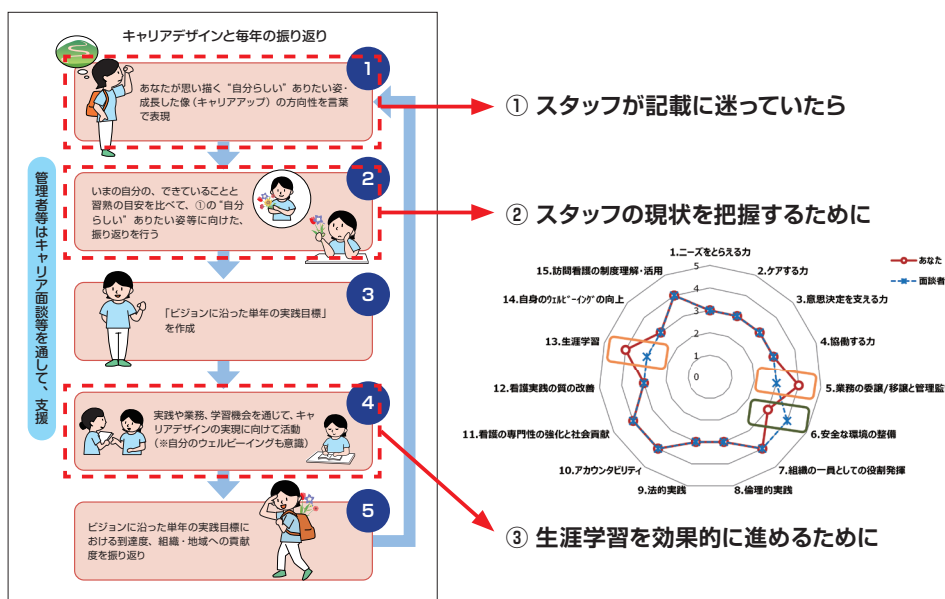 キャリアデザインと毎年の振り返り
1
あなたが思い描く“自分らしい”ありたい姿・
成長した像(キャリアアップ)の方向性を言葉
で表現
2
いまの自分の、できていることと
習熟の目安を比べて、①の“自分
らしい”ありたい姿等に向けた、
振り返りを行う
3
「ビジョンに沿った単年の実践目標」
を作成
4
実践や業務、学習機会を通じて、キャ
リアデザインの実現に向けて活動
(※自分のウェルビーイングも意識)
5
ビジョンに沿った単年の実践目標に
おける到達度、組織・地域への貢献
度を振り返り
管理者等はキャリア面談等を通して、支援
① スタッフが記載に迷っていたら
② スタッフの現状を把握するために
1.ニーズをとらえる力
2.ケアする力
3.意思決定を支える力
4.協働する力
5.業務の委譲/移譲と管理監
6.安全な環境の整備
7.組織の一員としての役割発揮
8.倫理的実践
9.法的実践
10.アカウンタビリティ
11.看護の専門性の強化と社会貢献
12.看護実践の質の改善
13.生涯学習
14.自身のウェルビーイングの向上
15.訪問看護の制度理解・活用
5
4
3
2
1
0
あなた
面談者
③ 生涯学習を効果的に進めるために